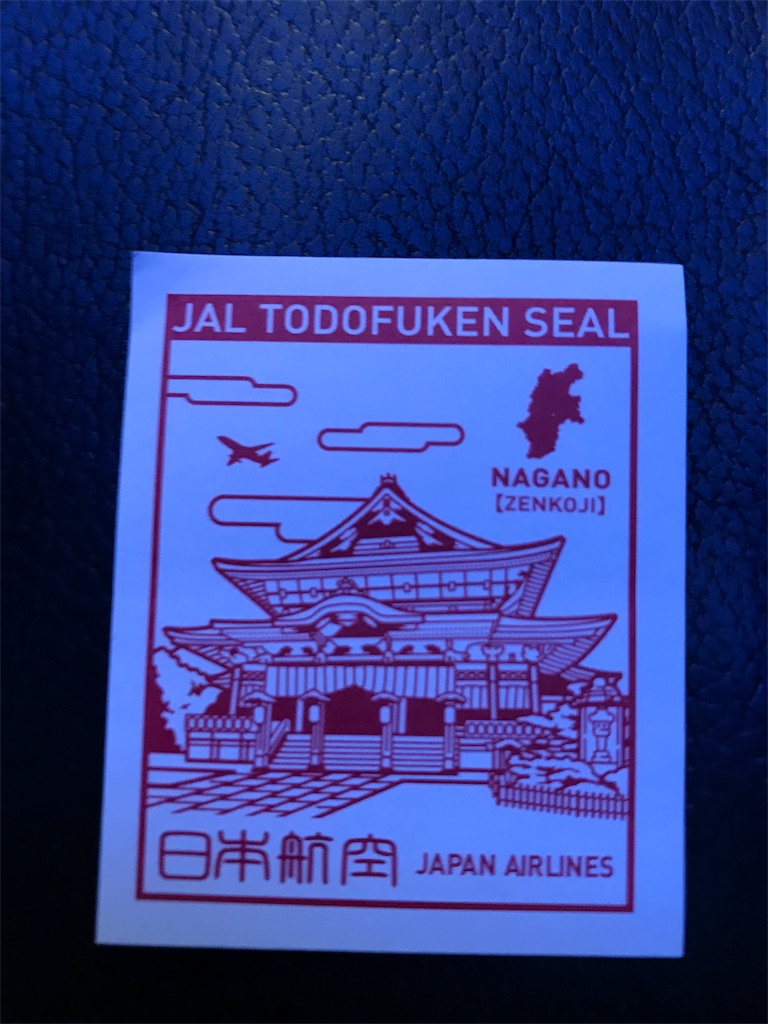 JAL TODOFUKEN SEAL
NAGANO
【ZENKOJI】
日本航空 JAPAN AIRLINES